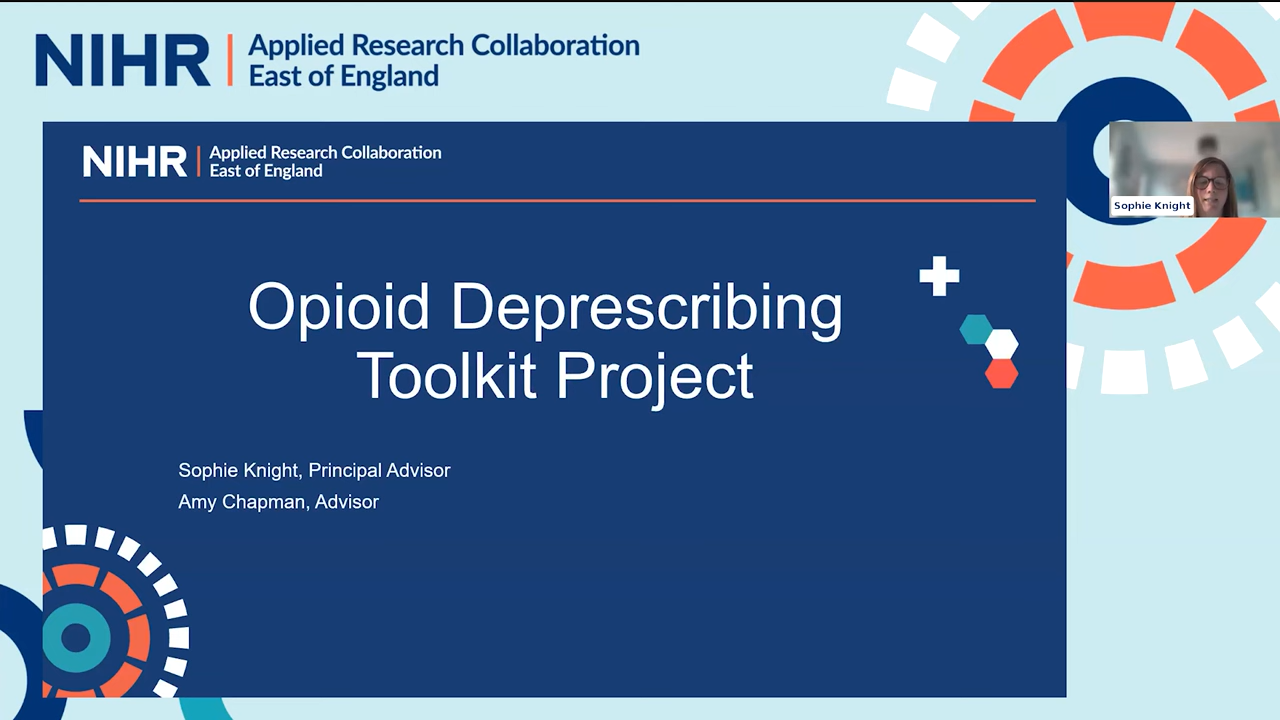 NIHR | Applied Research Collaboration
East of England
NIHR | Applied Research Collaboration
East of England
Sophie Knight
Opioid Deprescribing
Toolkit Project
Sophie Knight, Principal Advisor
Amy Chapman, Advisor